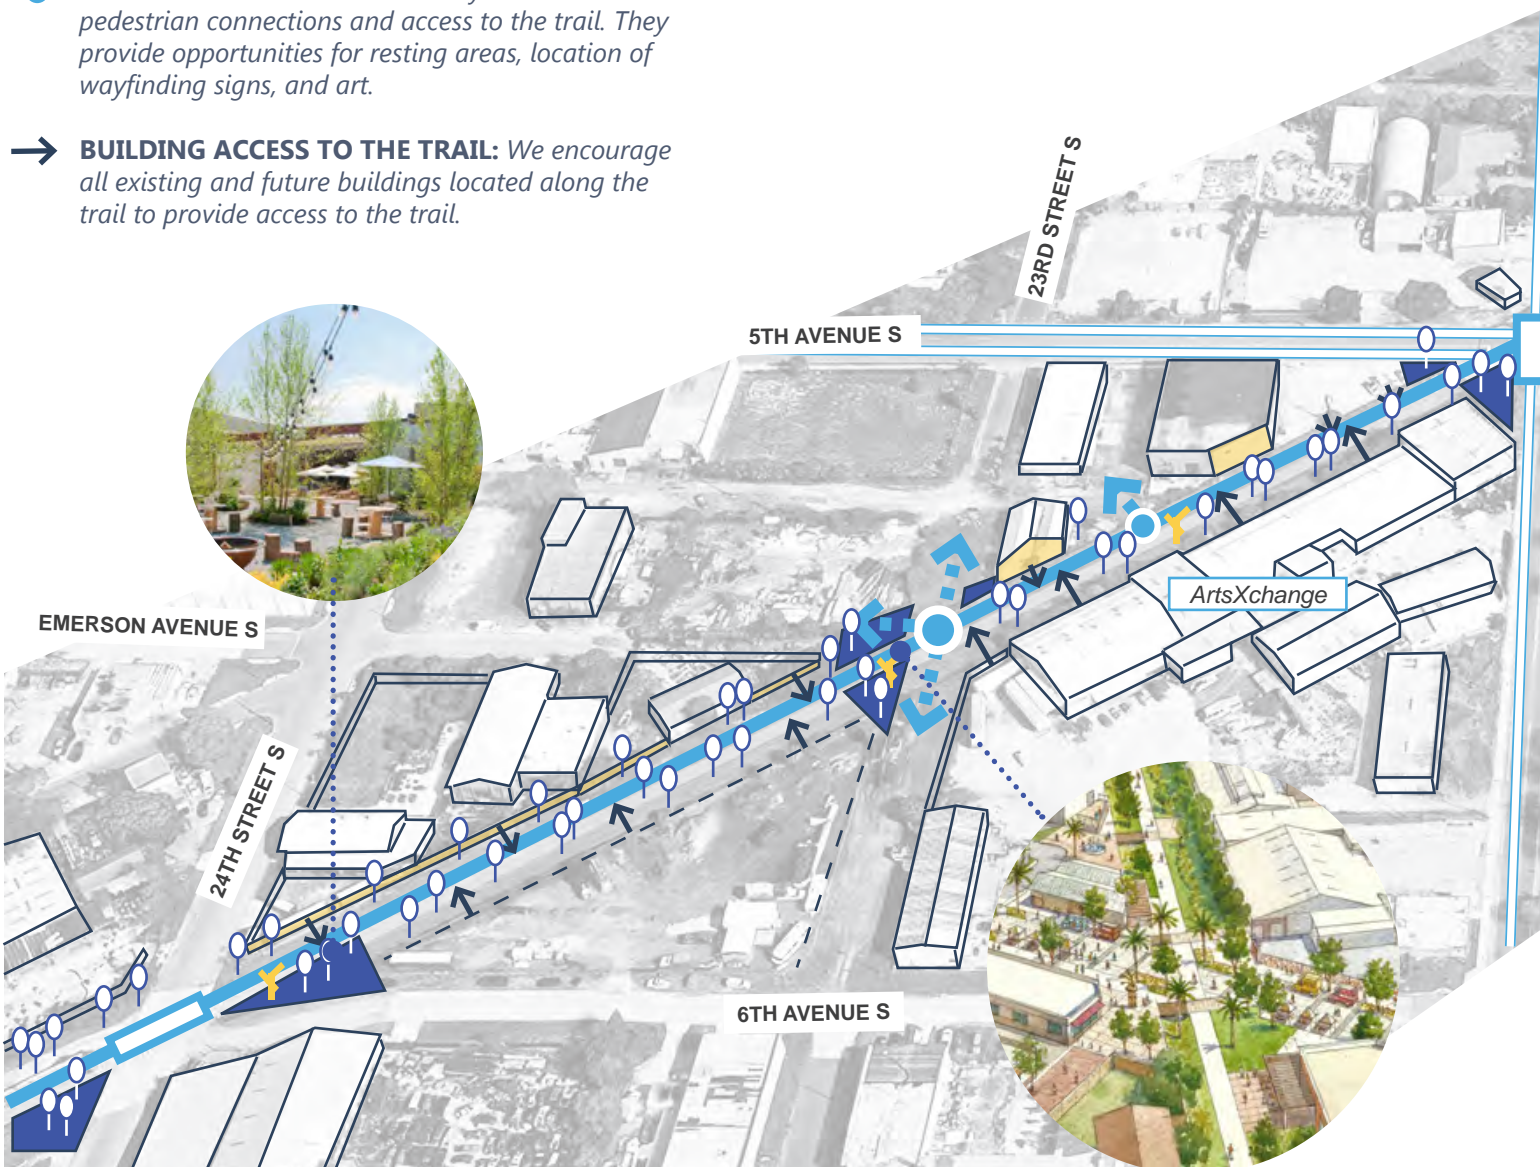 pedestrian connections and access to the trail. They
provide opportunities for resting areas, location of
wayfinding signs, and art.
BUILDING ACCESS TO THE TRAIL: We encourage
all existing and future buildings located along the
trail to provide access to the trail.
23RD STREET S
5TH AVENUE S
ArtsXchange
EMERSON AVENUE S
24TH STREET S
6TH AVENUE S